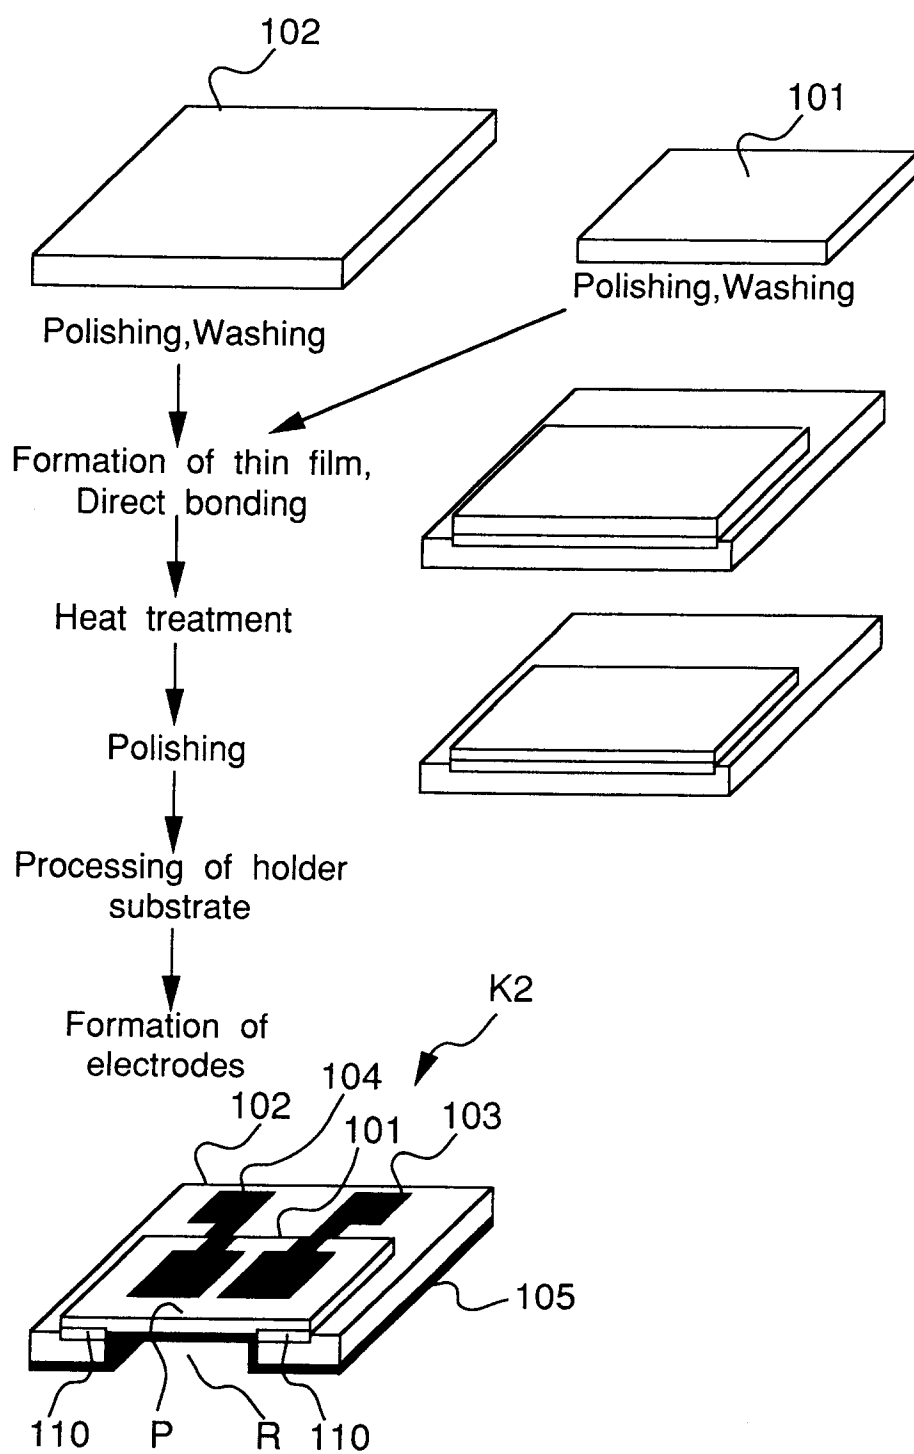 102
101
Polishing,Washing
Polishing,Washing
Formation of thin film,
Direct bonding
Heat treatment
Polishing
Processing of holder
substrate
Formation of
electrodes
K2
104
102
101
103
105
110
P
R
110